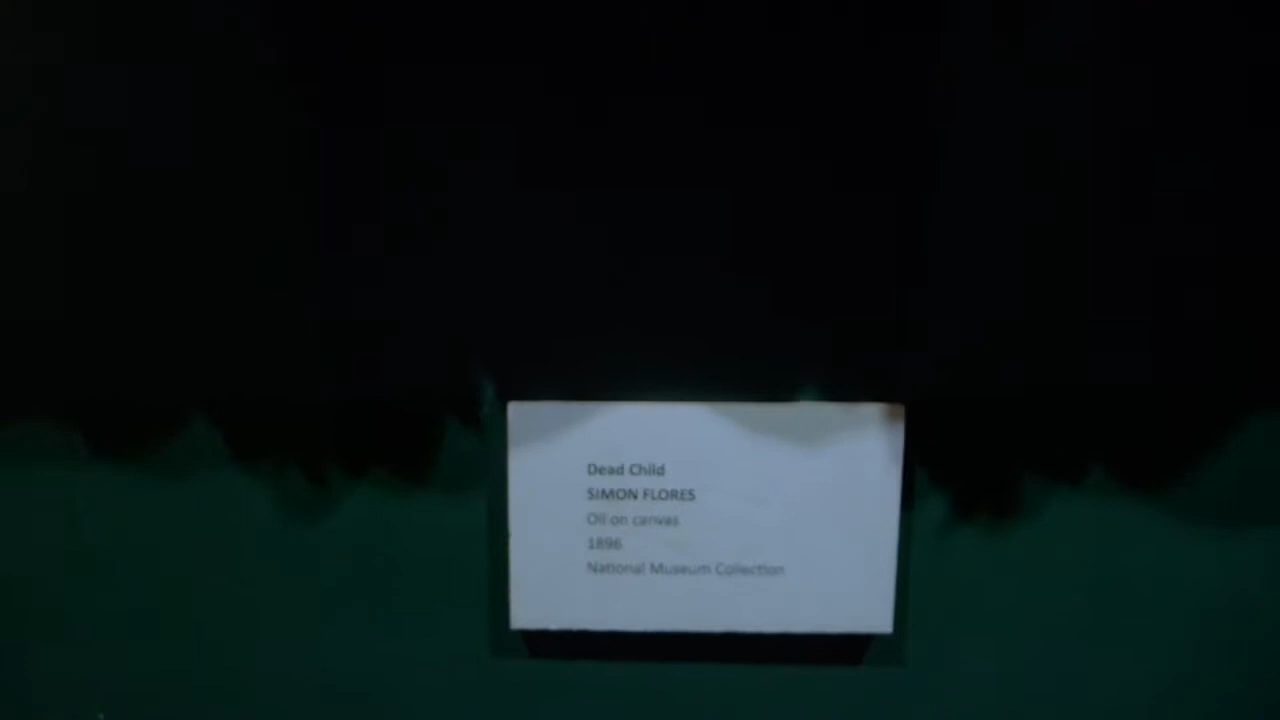 Dead Child
SIMON FLORES
Oil on canvas
1896
National Museum Collection